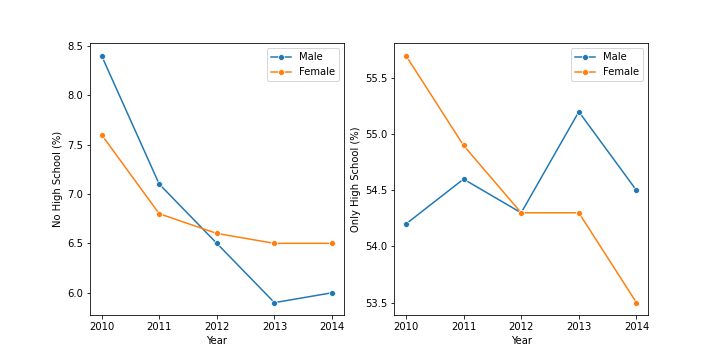 8.5
8.0
7.5
7.0
6.5
6.0
No High School (%)
2010 2011 2012 2013 2014
Year
Male
Female
55.5
55.0
54.5
54.0
53.5
Only High School (%)
2010 2011 2012 2013 2014
Year
Male
Female